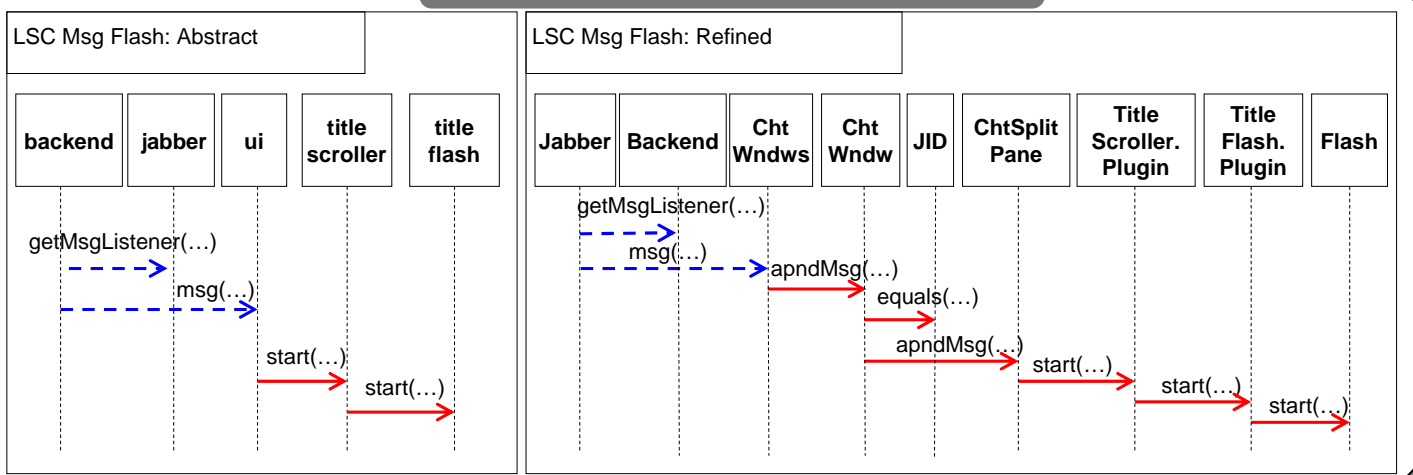 LSC Msg Flash: Abstract
backend
jabber
ui
title
scroller
title
flash
getMsgListener(…)
msg(…)
start(…)
start(…)
LSC Msg Flash: Refined
Jabber
Backend
Cht
Wndws
Cht
Wndw
JID
ChtSplit
Pane
Title
Scroller.
Plugin
Title
Flash.
Plugin
Flash
getMsgListener(…)
msg(…)
apndMsg(…)
equals(…)
apndMsg(…)
start(…)
start(…)
start(…)